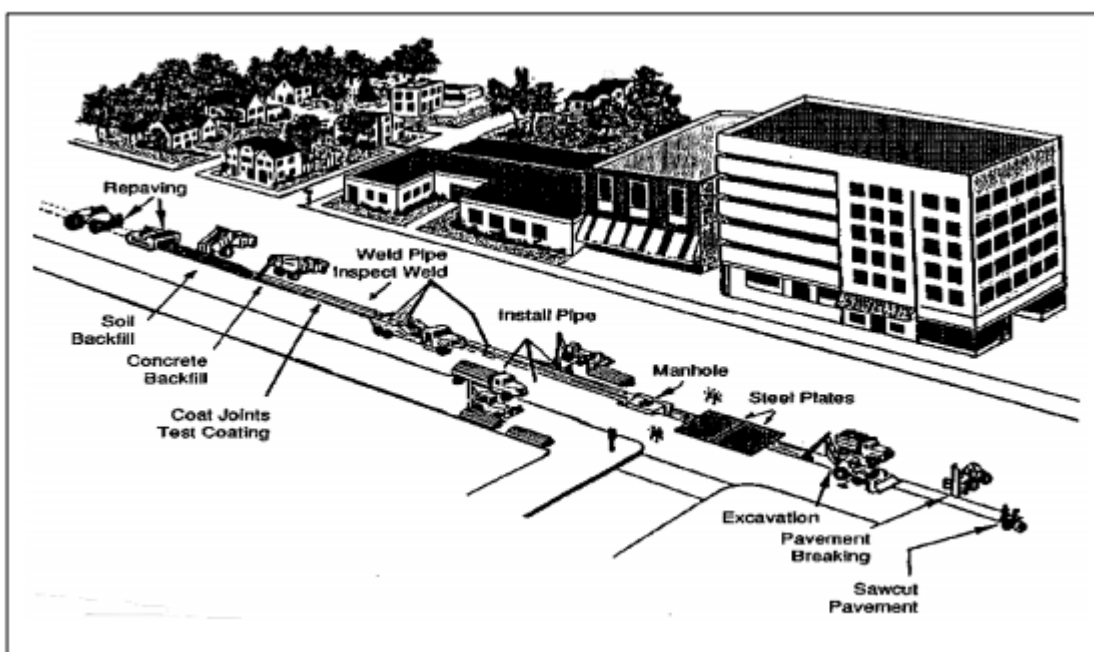 Repaving
Weld Pipe
Inspect Weld
Install Pipe
Soil
Backfill
Manhole
Concrete
Backfill
Steel Plates
Coat Joints
Test Coating
Excavation
Pavement
Breaking
Sawcut
Pavement